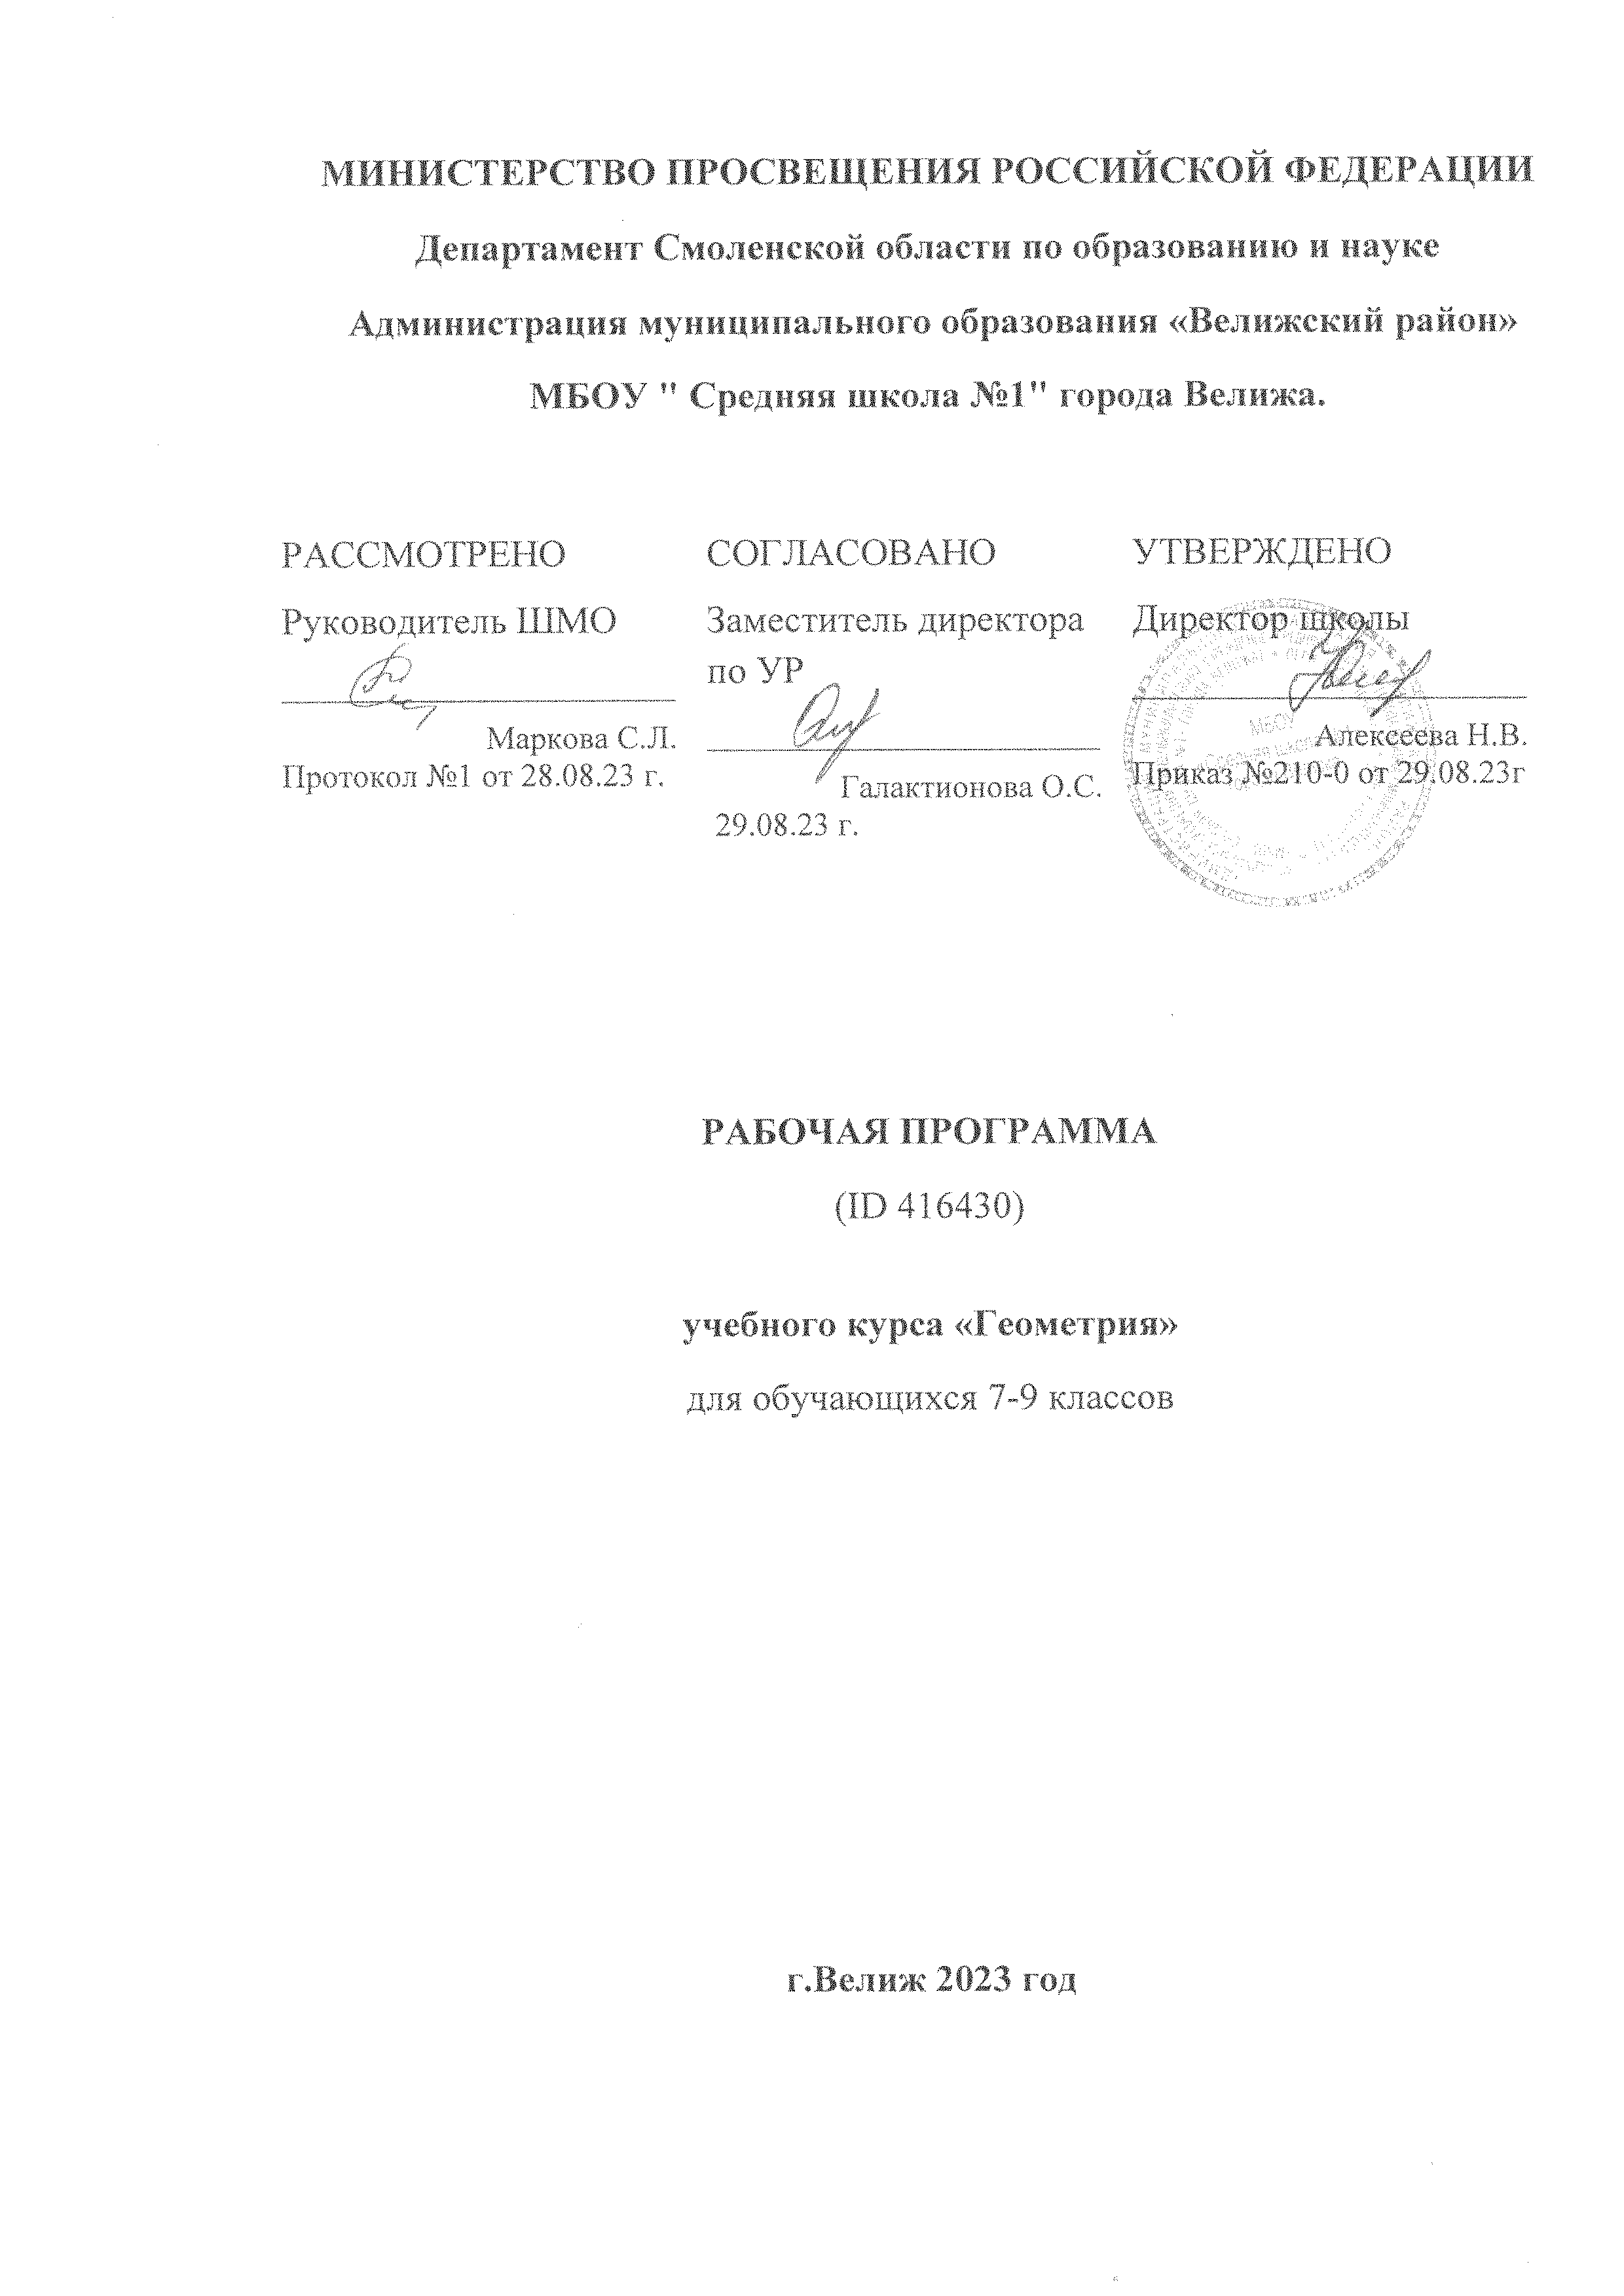 МИНИСТЕРСТВО ПРОСВЕЩЕНИЯ РОССИЙСКОЙ ФЕДЕРАЦИИ
Департамент Смоленской области по образованию и науке
Администрация муниципального образования «Велижский район»
МБОУ " Средняя школа №1" города Велижа.
РАССМОТРЕНО
Руководитель ШМО
Маркова С.Л.
Протокол №1 от 28.08.23 г.
СОГЛАСОВАНО
Заместитель директора
по УР
Галактионова О.С.
29.08.23 г.
УТВЕРЖДЕНО
Директор школы
Алексеева Н.В.
Приказ №210-0 от 29.08.23г
МБОУ
РАБОЧАЯ ПРОГРАММА
(ID 416430)
учебного курса «Геометрия»
для обучающихся 7-9 классов
г.Велиж 2023 год